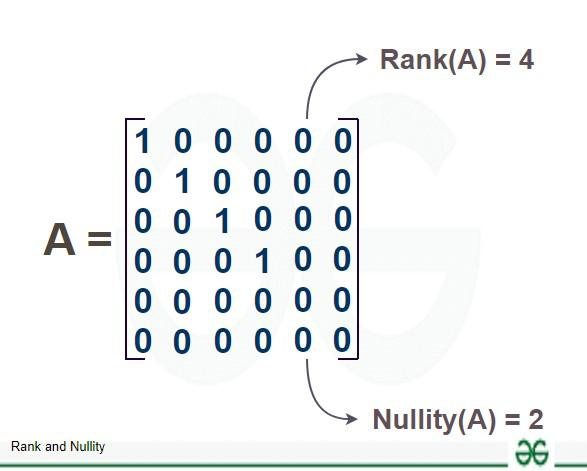 Rank(A) = 4
1 0 0 0 0 0
0 1 0 0 0 0
0 0 1 0 0 0
A =
0 0 0 1 0 0
0 0 0 0 0 0
0 0 0 0 0 0
Nullity(A) = 2
Rank and Nullity